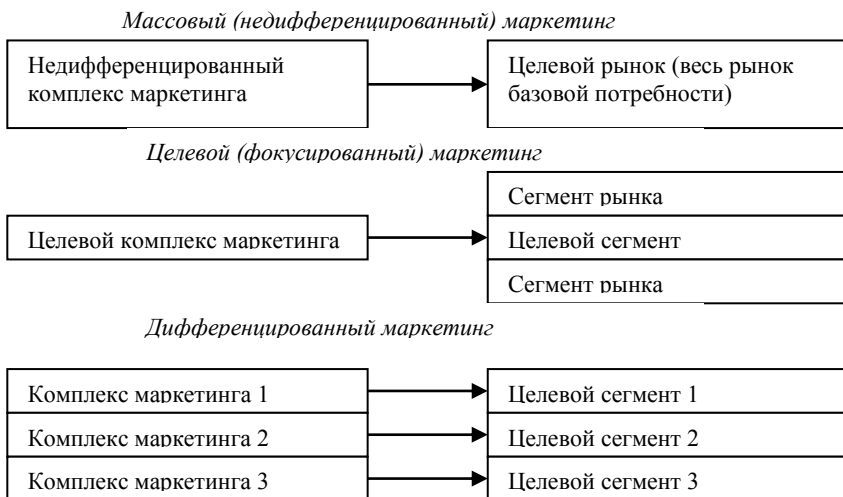 Массовый (недифференцированный) маркетинг
Недифференцированный
комплекс маркетинга
Целевой рынок (весь рынок
базовой потребности)
Целевой (фокусированный) маркетинг
Сегмент рынка
Целевой комплекс маркетинга
Целевой сегмент
Сегмент рынка
Дифференцированный маркетинг
Комплекс маркетинга 1
Целевой сегмент 1
Комплекс маркетинга 2
Целевой сегмент 2
Комплекс маркетинга 3
Целевой сегмент 3